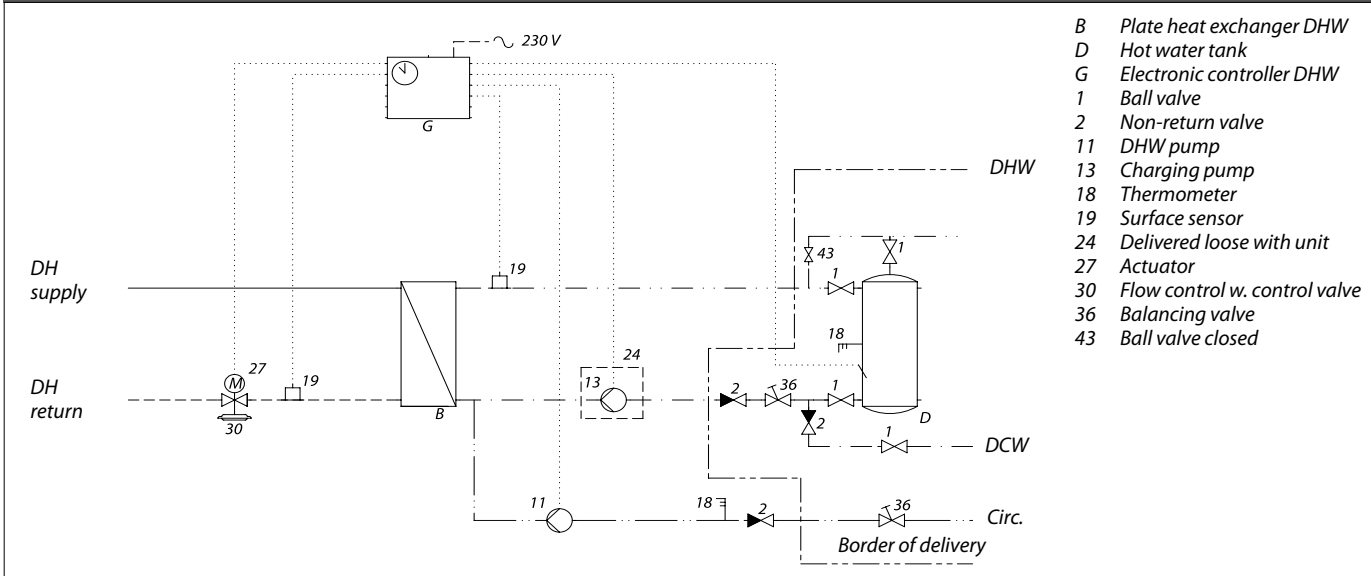 230 V
G
DHW
43
1
DH
supply
19
1
18
27
19
24
13
2
36
1
DH
return
30
B
2
D
1
DCW
11
18
2
36
Circ.
Border of delivery
M
B Plate heat exchanger DHW
D Hot water tank
G Electronic controller DHW
1 Ball valve
2 Non-return valve
11 DHW pump
13 Charging pump
18 Thermometer
19 Surface sensor
24 Delivered loose with unit
27 Actuator
30 Flow control w. control valve
36 Balancing valve
43 Ball valve closed